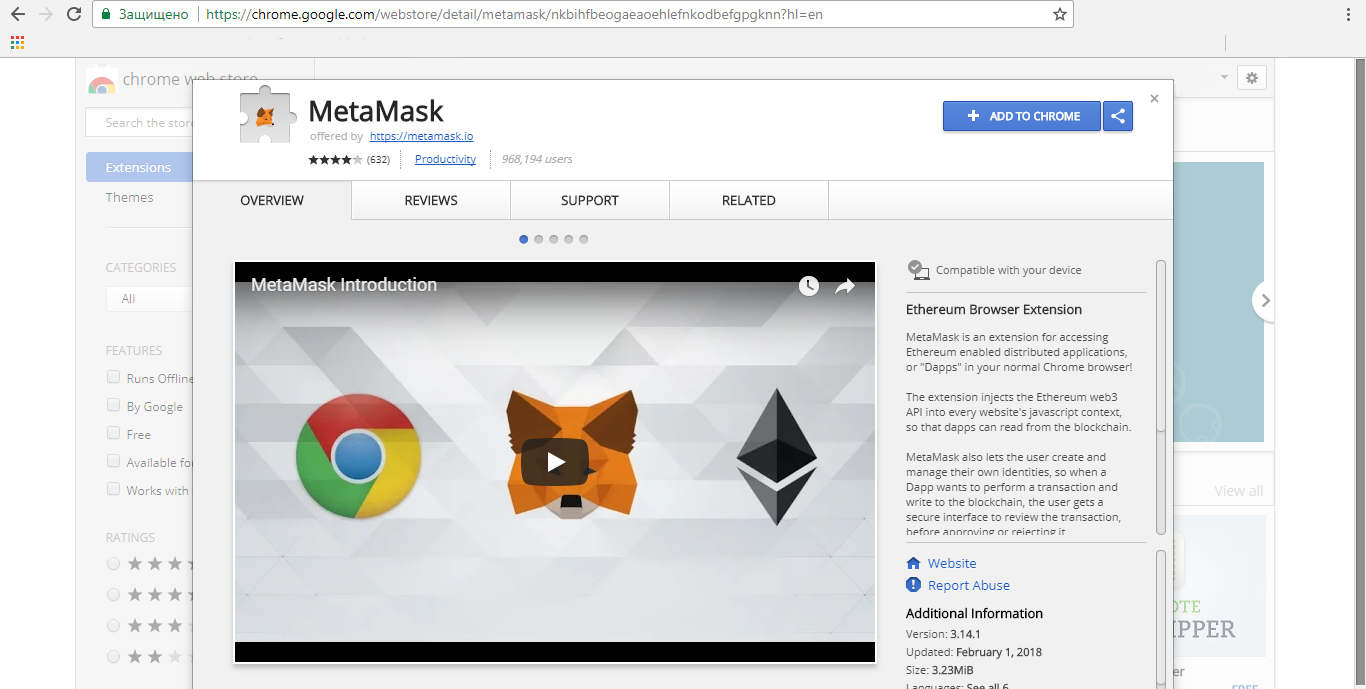 Защищено
https://chrome.google.com/webstore/detail/metamask/nkbihfbeogaeaoehlefnkodbefgpgknn?hl=en
chrome web store
Search the store
Extensions
Themes
CATEGORIES
All
FEATURES
Runs Offline
By Google
Free
Available fo
Works with
RATINGS
MetaMask
offered by https://metamask.io
(632)
Productivity
968,194 users
ADD TO CHROME
OVERVIEW
REVIEWS
SUPPORT
RELATED
MetaMask Introduction
Compatible with your device
Ethereum Browser Extension
MetaMask is an extension for accessing
Ethereum enabled distributed applications,
or "Dapps" in your normal Chrome browser!
The extension injects the Ethereum web3
API into every website's javascript context,
so that dapps can read from the blockchain.
MetaMask also lets the user create and
manage their own identities, so when a
Dapp wants to perform a transaction and
write to the blockchain, the user gets a
secure interface to review the transaction,
before approving or rejecting it.
Website
Report Abuse
Additional Information
Version: 3.14.1
Updated: February 1, 2018
Size: 3.23MiB
Languages: See all 6
View all
OTE
IPPER
er
FREE